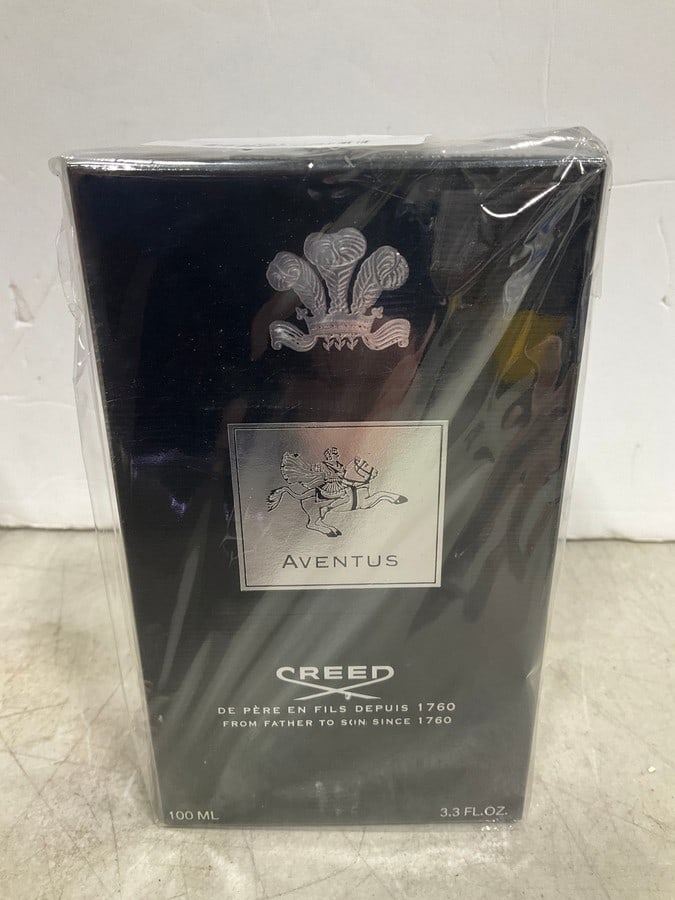 AVENTUS
CREED
DE PÈRE EN FILS DEPUIS 1760
FROM FATHER TO SON SINCE 1760
100 ML
3.3 FL.OZ.